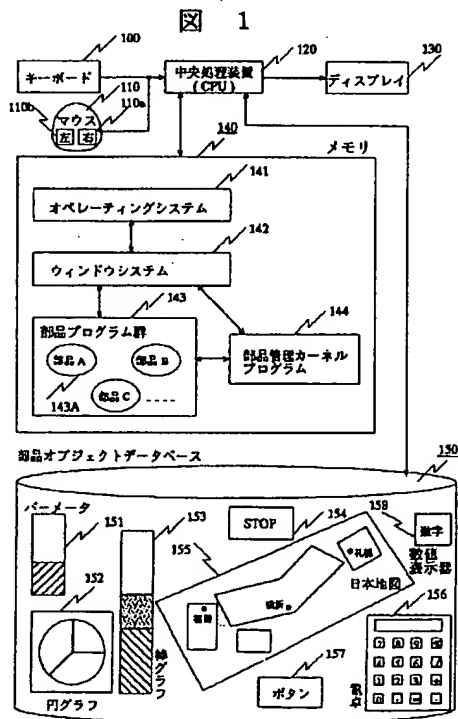 図 1
100
キーボード
120
中央処理装置
(CPU)
130
ディスプレイ
110
マウス
110b
110a
左
右
140
メモリ
141
オペレーティングシステム
142
ウィンドウシステム
143
部品プログラム群
部品A
部品B
部品C
143A
144
部品管理カーネル
プログラム
部品オブジェクトデータベース
150
バーメータ
151
153
STOP
154
158
数字
数値
表示器
155
札幌
日本地図
福岡
152
156
円グラフ
棒グラフ
157
ボタン
電卓